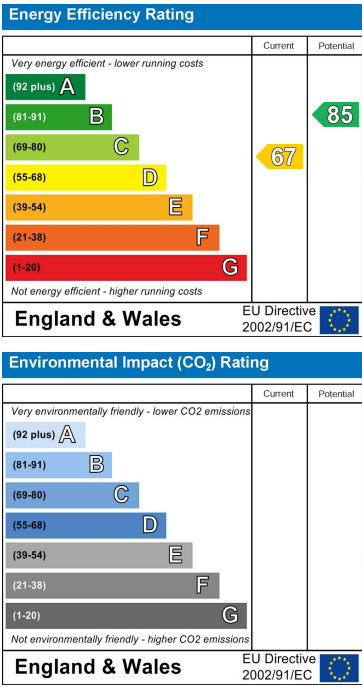 Energy Efficiency Rating
Current Potential
Very energy efficient - lower running costs
(92 plus) A
(81-91) B
85
(69-80) C
67
(55-68) D
(39-54) E
(21-38) F
(1-20) G
Not energy efficient - higher running costs
England & Wales
EU Directive
2002/91/EC
Environmental Impact (CO₂) Rating
Current Potential
Very environmentally friendly - lower CO2 emissions
(92 plus) A
(81-91) B
(69-80) C
(55-68) D
(39-54) E
(21-38) F
(1-20) G
Not environmentally friendly - higher CO2 emissions
England & Wales
EU Directive
2002/91/EC